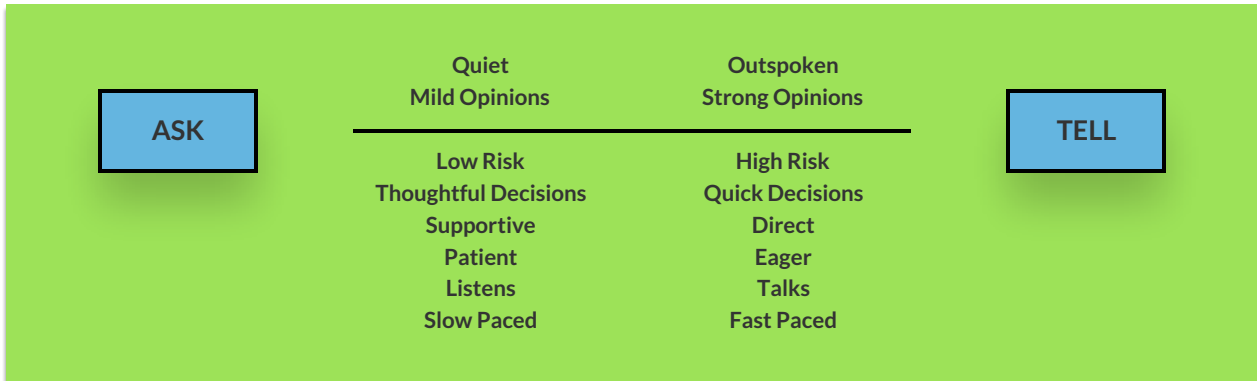 ASK
Quiet
Mild Opinions
Low Risk
Thoughtful Decisions
Supportive
Patient
Listens
Slow Paced
Outspoken
Strong Opinions
High Risk
Quick Decisions
Direct
Eager
Talks
Fast Paced
TELL